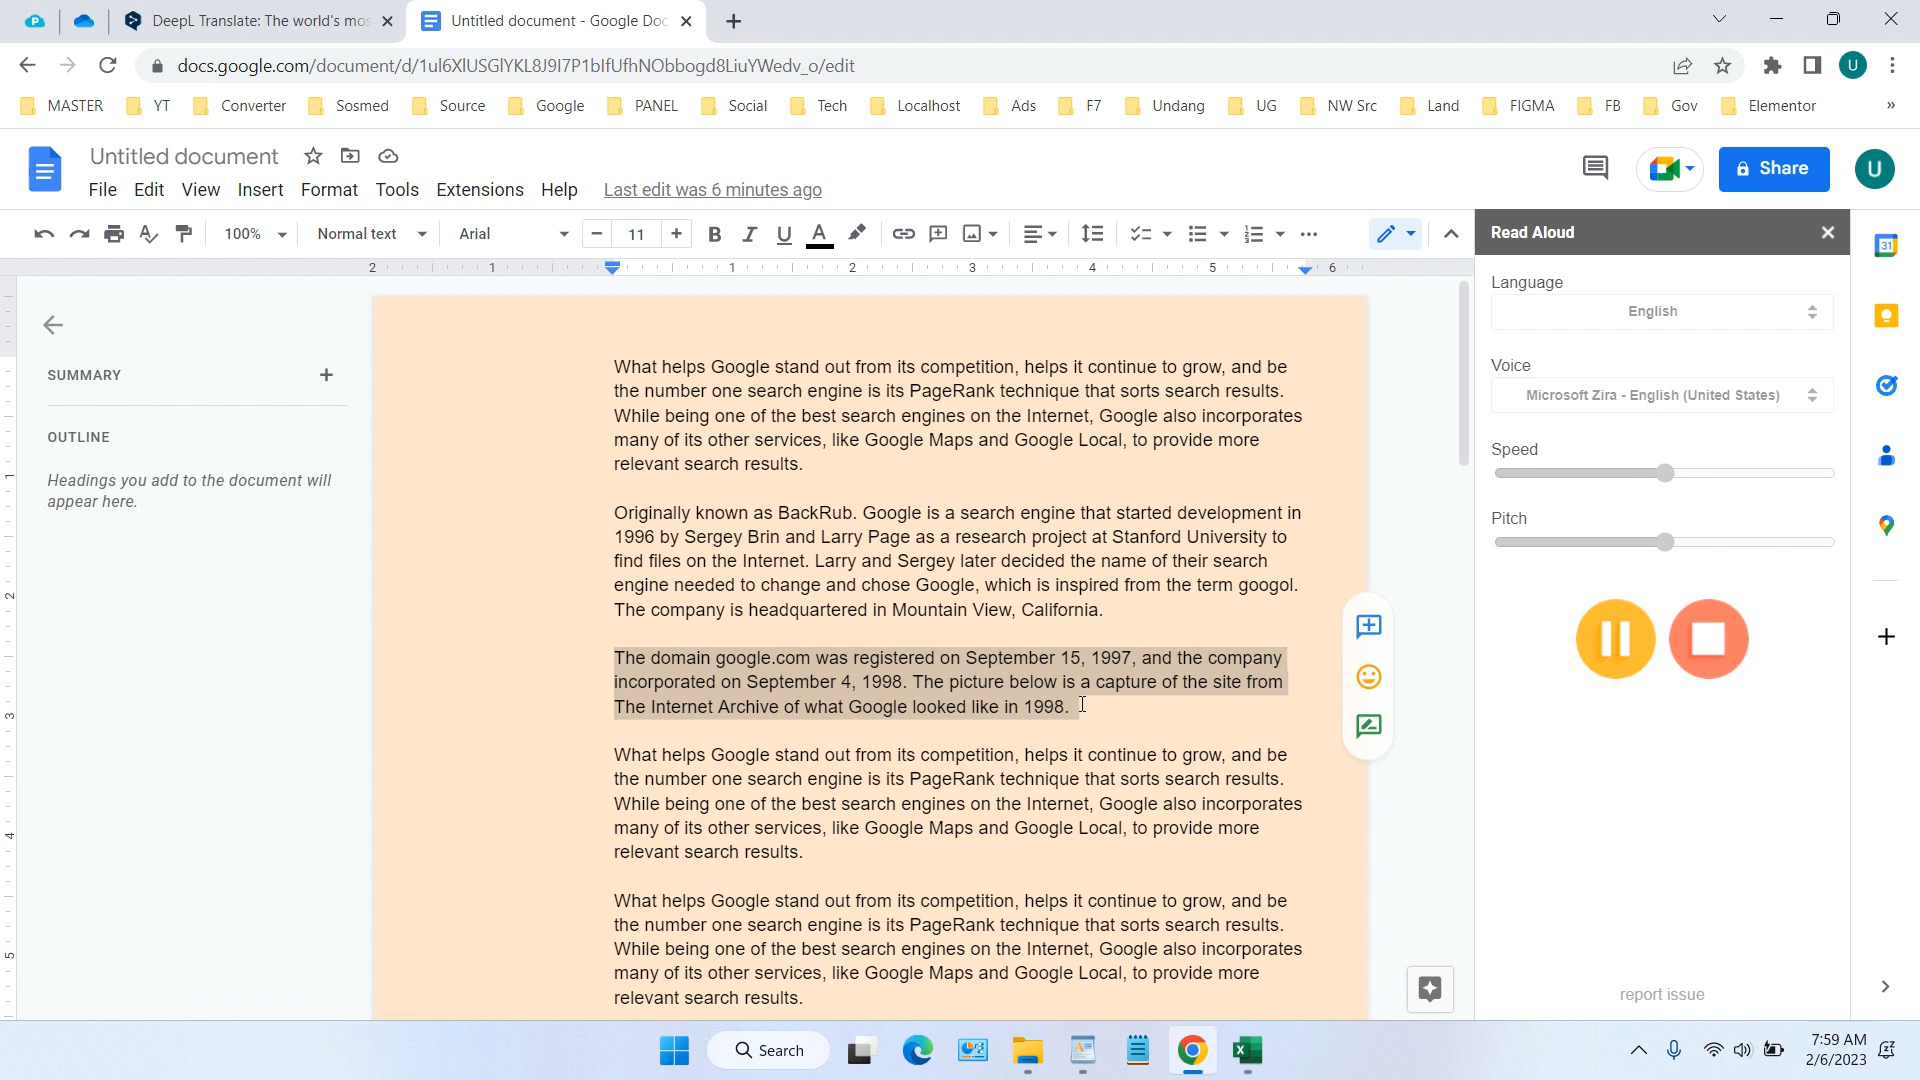 DeepL Translate: The world's mos
Untitled document - Google Doc
docs.google.com/document/d/1ul6XlUSGlYKL8J9I7P1blfUfhNObbogd8LiuYWedv_o/edit
U
MASTER YT Converter Sosmed Source Google PANEL Social Tech Localhost Ads F7 Undang UG NW Src Land FIGMA FB Gov Elementor »
Untitled document
File Edit View Insert Format Tools Extensions Help Last edit was 6 minutes ago
Share
U
100% Normal text Arial 11 B I U A
Read Aloud
2 1 1 2 3 4 5 6
Language
English
Voice
Microsoft Zira - English (United States)
Speed
Pitch
report issue
SUMMARY
OUTLINE
Headings you add to the document will
appear here.
1
2
3
4
5
What helps Google stand out from its competition, helps it continue to grow, and be
the number one search engine is its PageRank technique that sorts search results.
While being one of the best search engines on the Internet, Google also incorporates
many of its other services, like Google Maps and Google Local, to provide more
relevant search results.
Originally known as BackRub. Google is a search engine that started development in
1996 by Sergey Brin and Larry Page as a research project at Stanford University to
find files on the Internet. Larry and Sergey later decided the name of their search
engine needed to change and chose Google, which is inspired from the term googol.
The company is headquartered in Mountain View, California.
The domain google.com was registered on September 15, 1997, and the company
incorporated on September 4, 1998. The picture below is a capture of the site from
The Internet Archive of what Google looked like in 1998.
What helps Google stand out from its competition, helps it continue to grow, and be
the number one search engine is its PageRank technique that sorts search results.
While being one of the best search engines on the Internet, Google also incorporates
many of its other services, like Google Maps and Google Local, to provide more
relevant search results.
What helps Google stand out from its competition, helps it continue to grow, and be
the number one search engine is its PageRank technique that sorts search results.
While being one of the best search engines on the Internet, Google also incorporates
many of its other services, like Google Maps and Google Local, to provide more
relevant search results.
31
Search
7:59 AM
2/6/2023